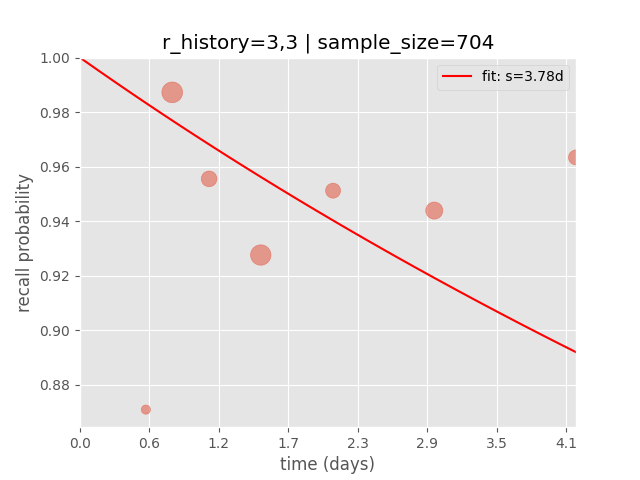 r_history=3,3 | sample_size=704
fit: s=3.78d
1.00
0.98
0.96
0.94
0.92
0.90
0.88
recall probability
0.0 0.6 1.2 1.7 2.3 2.9 3.5 4.1
time (days)